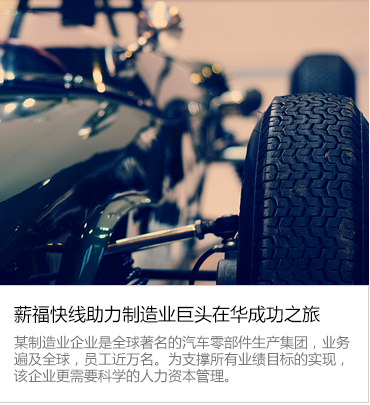 薪福快线助力制造业巨头在华成功之旅
某制造业企业是全球著名的汽车零部件生产集团，业务
遍及全球，员工近万名。为支撑所有业绩目标的实现，
该企业更需要科学的人力资本管理。